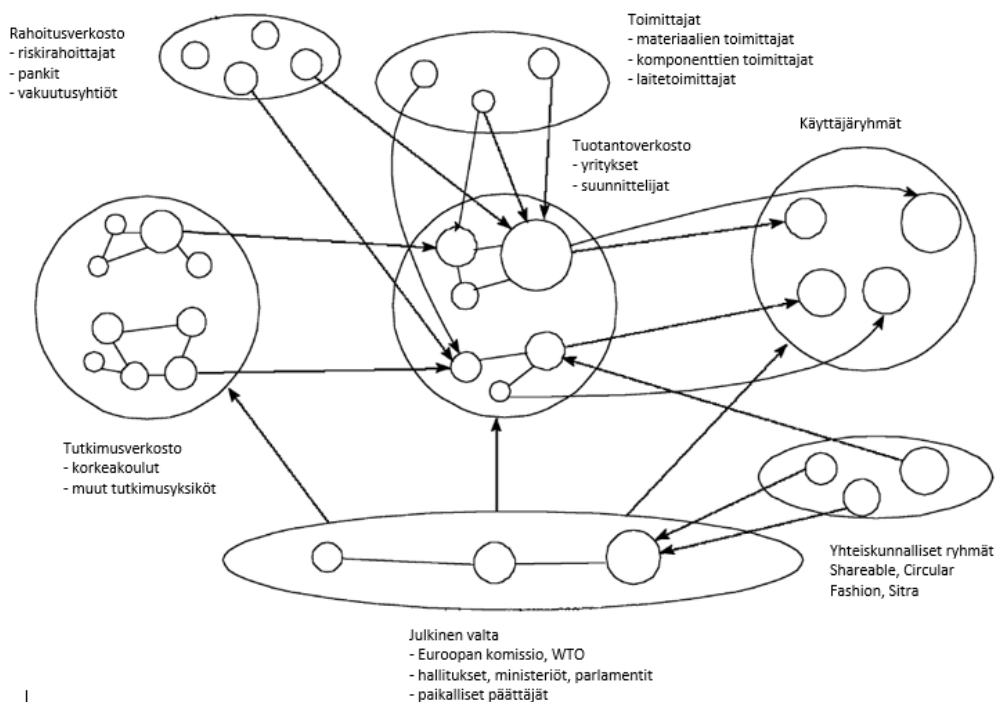 Rahoitusverkosto
- riskirahoittajat
- pankit
- vakuutusyhtiöt
Toimittajat
- materiaalien toimittajat
- komponenttien toimittajat
- laitetoimittajat
Tuotantoverkosto
- yritykset
- suunnittelijat
Käyttäjäryhmät
Tutkimusverkosto
- korkeakoulut
- muut tutkimusyksiköt
Yhteiskunnalliset ryhmät
Shareable, Circular
Fashion, Sitra
Julkinen valta
- Euroopan komissio, WTO
- hallitukset, ministeriöt, parlamentit
- paikalliset päättäjät